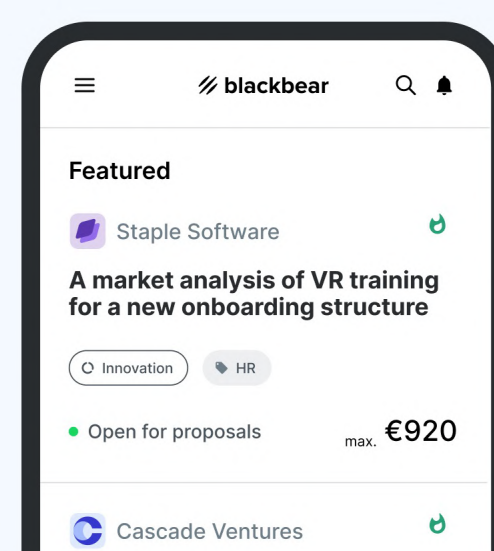 blackbear
Featured
Staple Software
A market analysis of VR training
for a new onboarding structure
Innovation
HR
Open for proposals
max. €920
Cascade Ventures